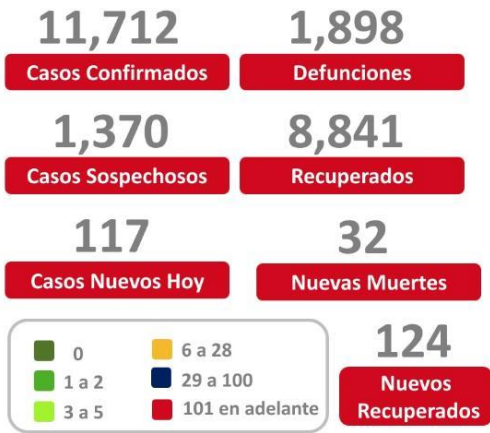 11,712
Casos Confirmados
1,898
Defunciones
1,370
Casos Sospechosos
8,841
Recuperados
117
Casos Nuevos Hoy
32
Nuevas Muertes
0
1 a 2
3 a 5
6 a 28
29 a 100
101 en adelante
124
Nuevos
Recuperados